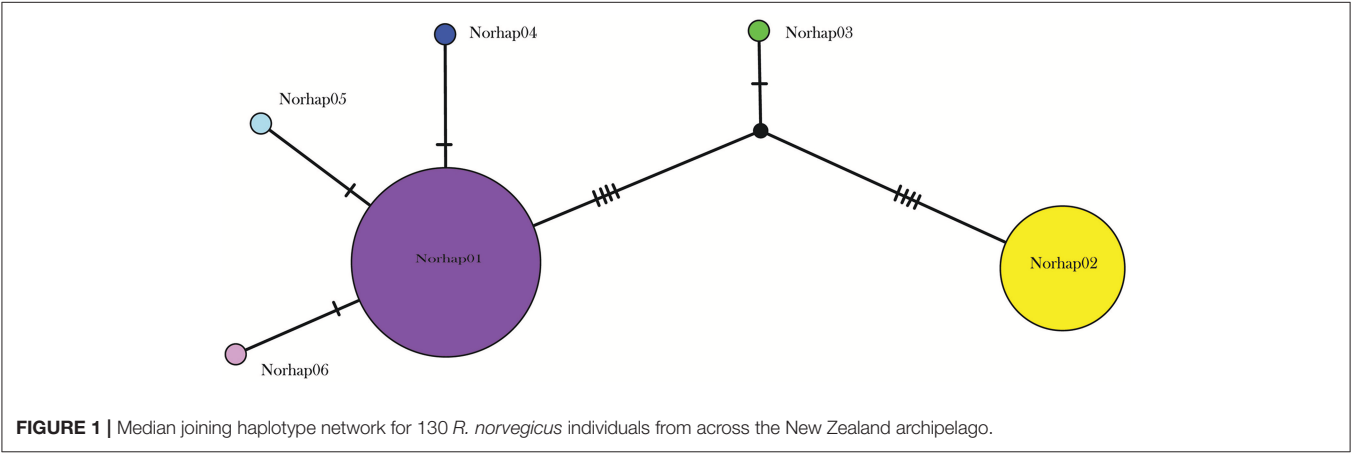 Norhap04
Norhap03
Norhap05
Norhap01
Norhap02
Norhap06
FIGURE 1 | Median joining haplotype network for 130 R. norvegicus individuals from across the New Zealand archipelago.